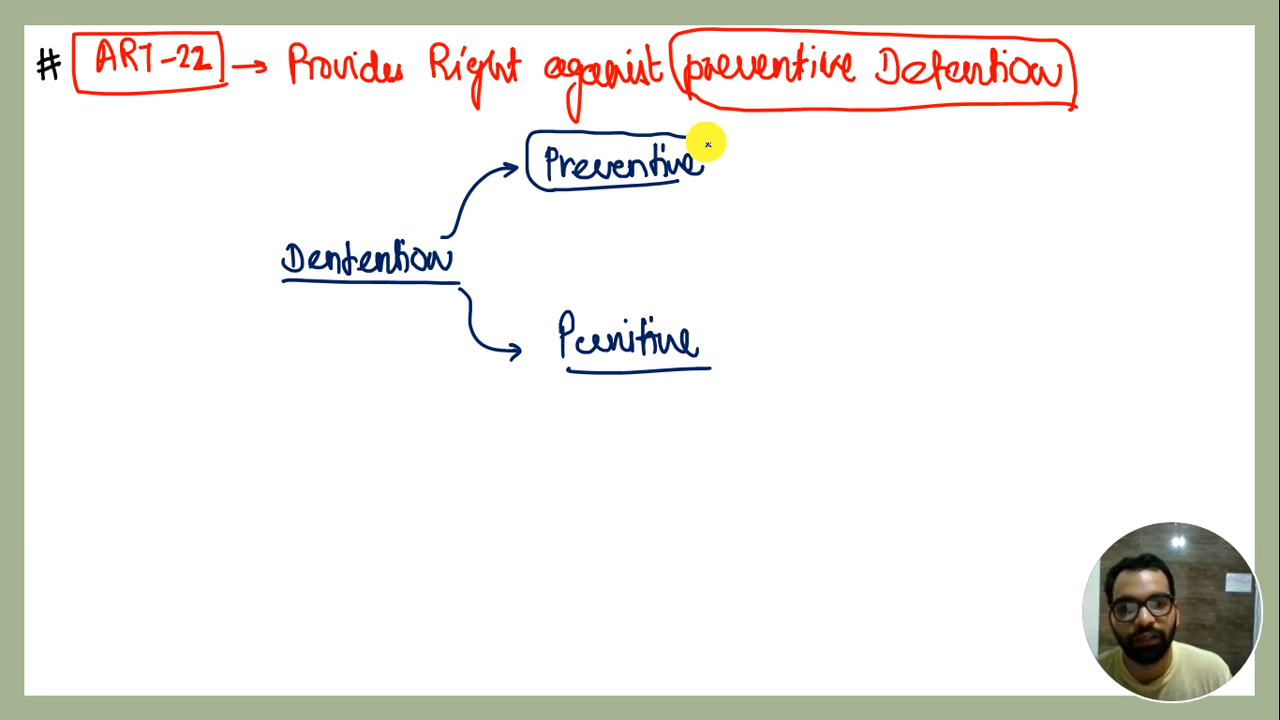 # ART-22 → Provides Right against preventive Detention
Preventive
Dentention
Punitive